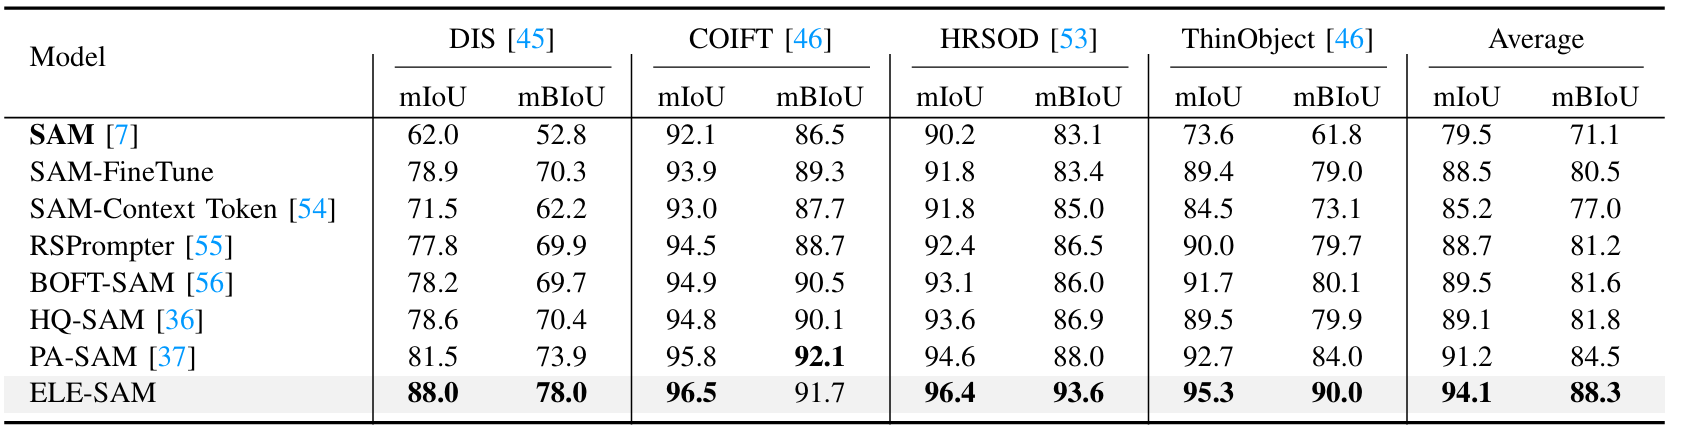 Model DIS [45] COIFT [46] HRSOD [53] ThinObject [46] Average
mIoU mBIoU mIoU mBIoU mIoU mBIoU mIoU mBIoU mIoU mBIoU
SAM [7] 62.0 52.8 92.1 86.5 90.2 83.1 73.6 61.8 79.5 71.1
SAM-FineTune 78.9 70.3 93.9 89.3 91.8 83.4 89.4 79.0 88.5 80.5
SAM-Context Token [54] 71.5 62.2 93.0 87.7 91.8 85.0 84.5 73.1 85.2 77.0
RSPrompter [55] 77.8 69.9 94.5 88.7 92.4 86.5 90.0 79.7 88.7 81.2
BOFT-SAM [56] 78.2 69.7 94.9 90.5 93.1 86.0 91.7 80.1 89.5 81.6
HQ-SAM [36] 78.6 70.4 94.8 90.1 93.6 86.9 89.5 79.9 89.1 81.8
PA-SAM [37] 81.5 73.9 95.8 92.1 94.6 88.0 92.7 84.0 91.2 84.5
ELE-SAM 88.0 78.0 96.5 91.7 96.4 93.6 95.3 90.0 94.1 88.3